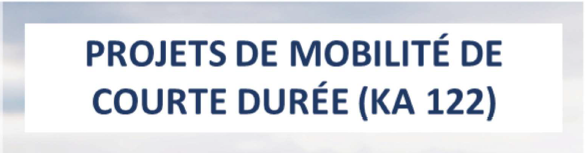 PROJETS DE MOBILITÉ DE
COURTE DURÉE (KA 122)